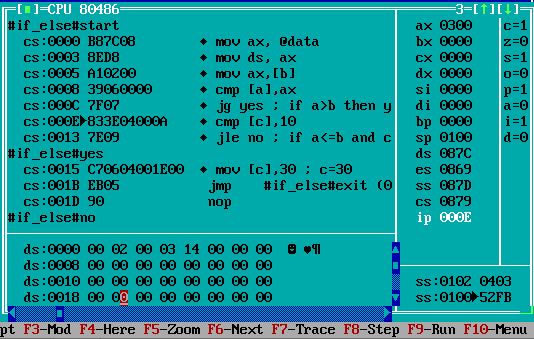 [■]=CPU 80486 3=[↑][↓]
#if_else#start
cs:0000 B87C08 ♦ mov ax, @data
cs:0003 8ED8 ♦ mov ds, ax
cs:0005 A10200 ♦ mov ax,[b]
cs:0008 39060000 ♦ cmp [a],ax
cs:000C 7F07 ♦ jg yes ; if a>b then y
cs:000E►833E04000A ♦ cmp [c],10
cs:0013 7E09 ♦ jle no ; if a<=b and c
#if_else#yes
cs:0015 C70604001E00 ♦ mov [c],30 ; c=30
cs:001B EB05 jmp #if_else#exit (0
cs:001D 90 nop
#if_else#no
ax 0300 c=1
bx 0000 z=0
cx 0000 s=1
dx 0000 o=0
si 0000 p=1
di 0000 a=0
bp 0000 i=1
sp 0100 d=0
ds 087C
es 0869
ss 087D
cs 0879
ip 000E
ds:0000 00 02 00 03 14 00 00 00 ☻ ♥¶
ds:0008 00 00 00 00 00 00 00 00
ds:0010 00 00 00 00 00 00 00 00
ds:0018 00 00 00 00 00 00 00 00
ss:0102 0403
ss:0100►52FB
pt F3-Mod F4-Here F5-Zoom F6-Next F7-Trace F8-Step F9-Run F10-Menu